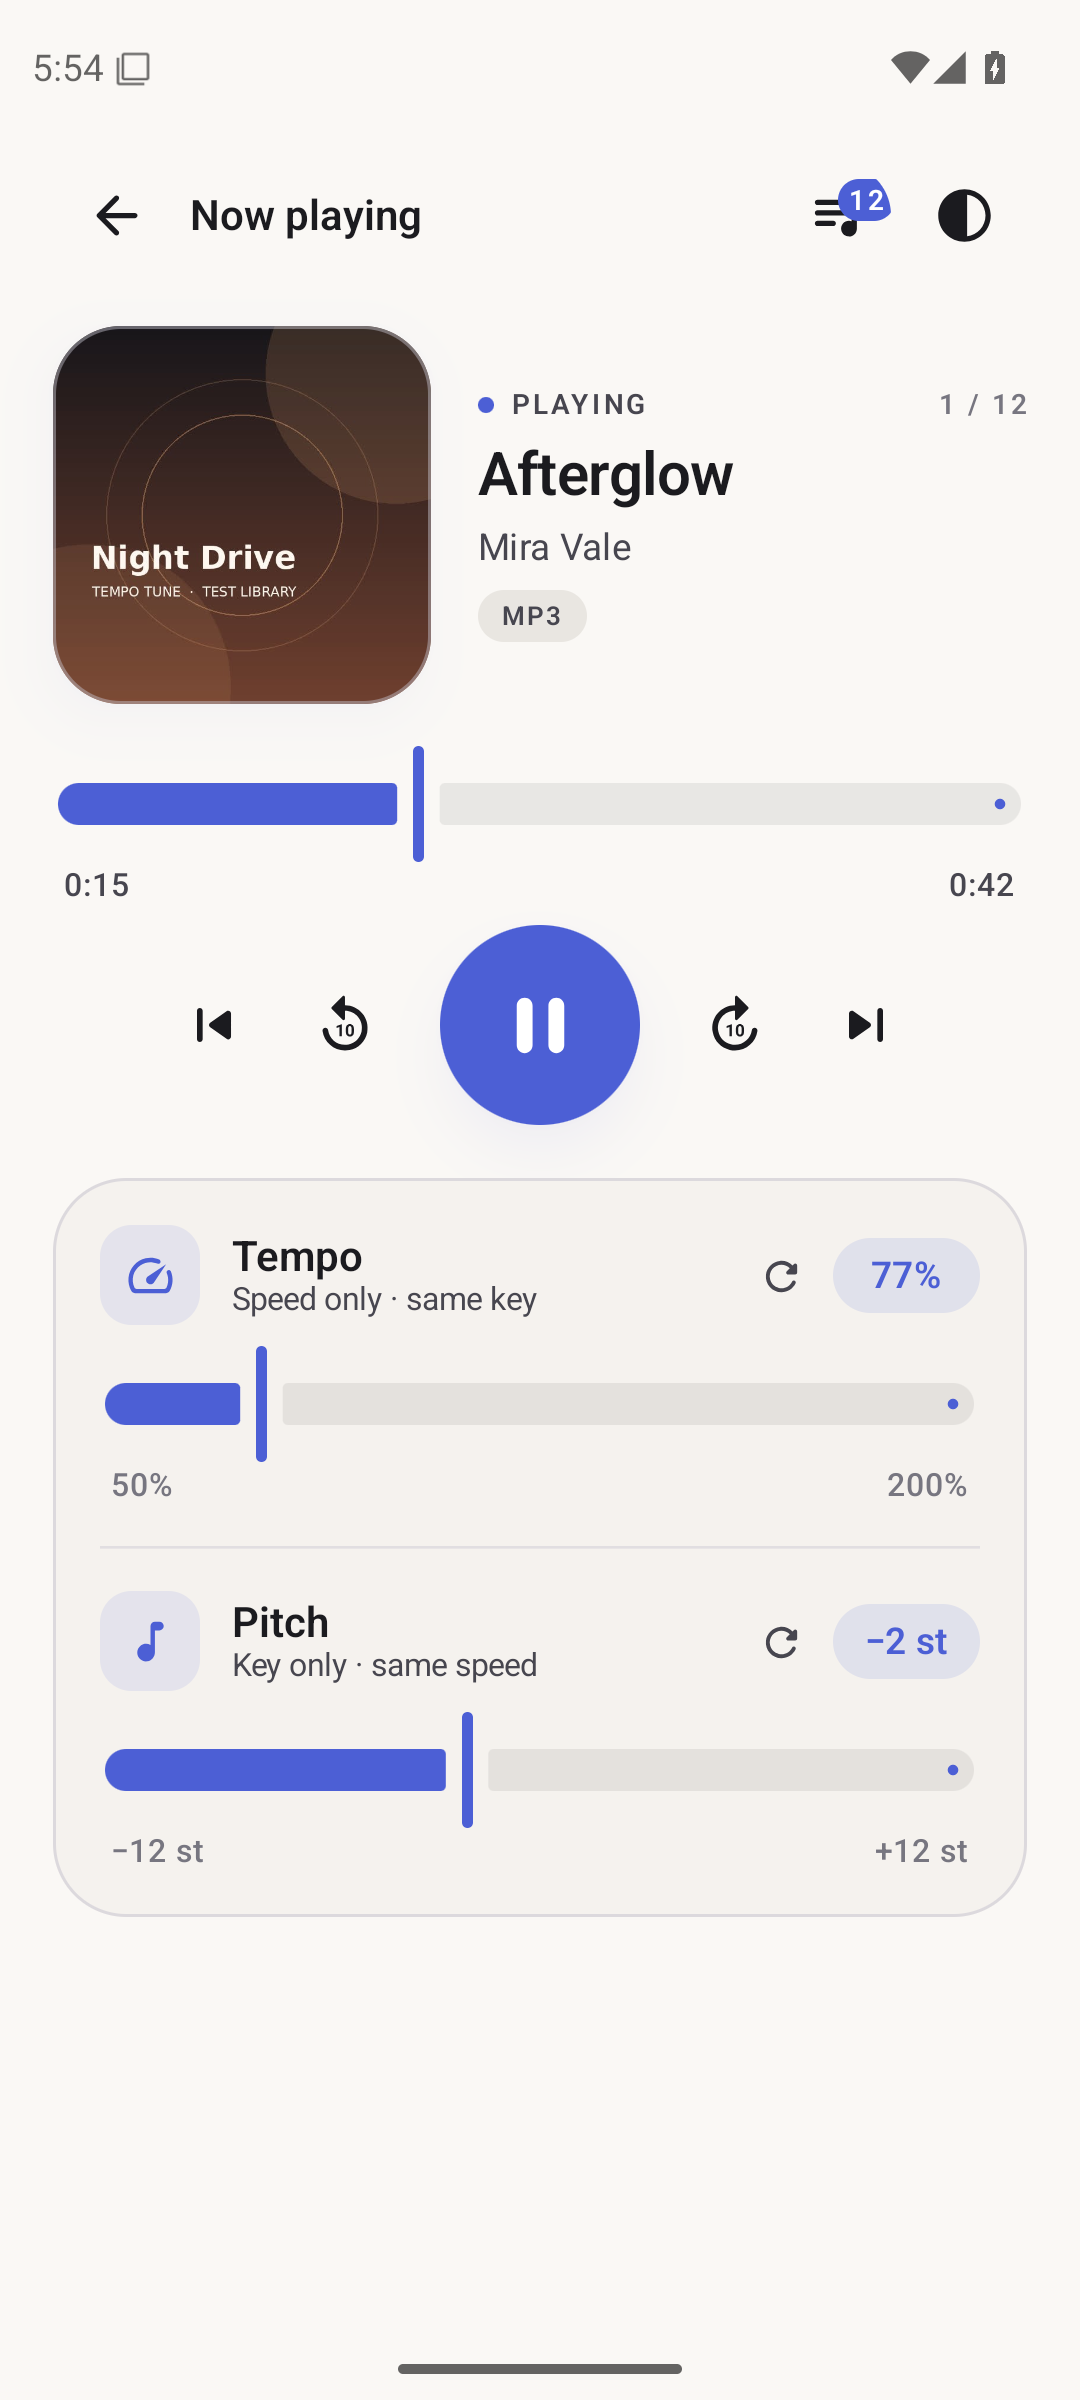 5:54
Now playing
12
Night Drive
TEMPO TUNE · TEST LIBRARY
PLAYING
1 / 12
Afterglow
Mira Vale
MP3
0:15
0:42
10
10
Tempo
Speed only · same key
77%
50%
200%
Pitch
Key only · same speed
−2 st
−12 st
+12 st